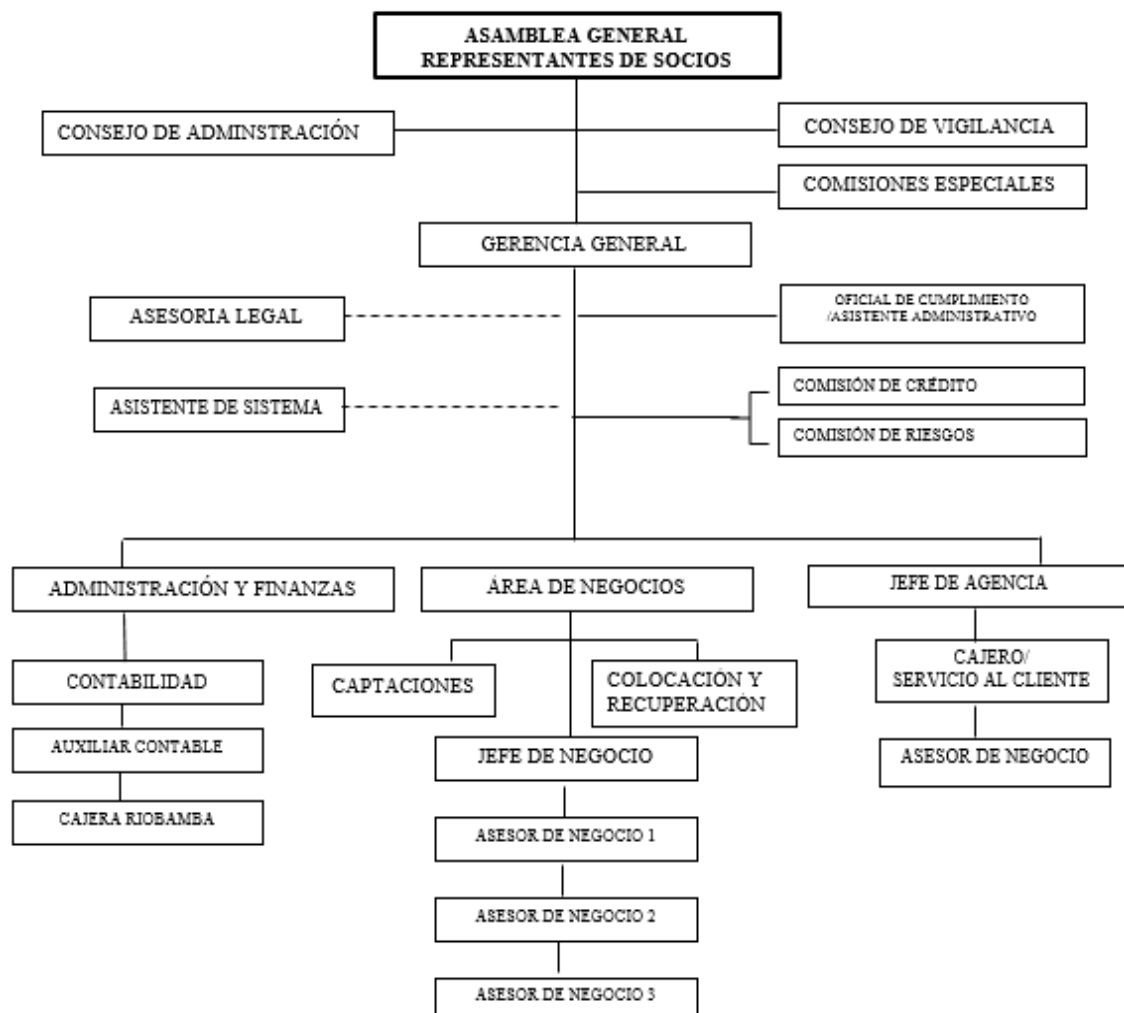 ASAMBLEA GENERAL
REPRESENTANTES DE SOCIOS
CONSEJO DE ADMINSTRACIÓN
CONSEJO DE VIGILANCIA
COMISIONES ESPECIALES
GERENCIA GENERAL
ASESORIA LEGAL
OFICIAL DE CUMPLIMIENTO
/ASISTENTE ADMINISTRATIVO
ASISTENTE DE SISTEMA
COMISIÓN DE CRÉDITO
COMISIÓN DE RIESGOS
ADMINISTRACIÓN Y FINANZAS
ÁREA DE NEGOCIOS
JEFE DE AGENCIA
CONTABILIDAD
CAPTACIONES
COLOCACIÓN Y
RECUPERACIÓN
CAJERO/
SERVICIO AL CLIENTE
AUXILIAR CONTABLE
JEFE DE NEGOCIO
ASESOR DE NEGOCIO
CAJERA RIOBAMBA
ASESOR DE NEGOCIO 1
ASESOR DE NEGOCIO 2
ASESOR DE NEGOCIO 3